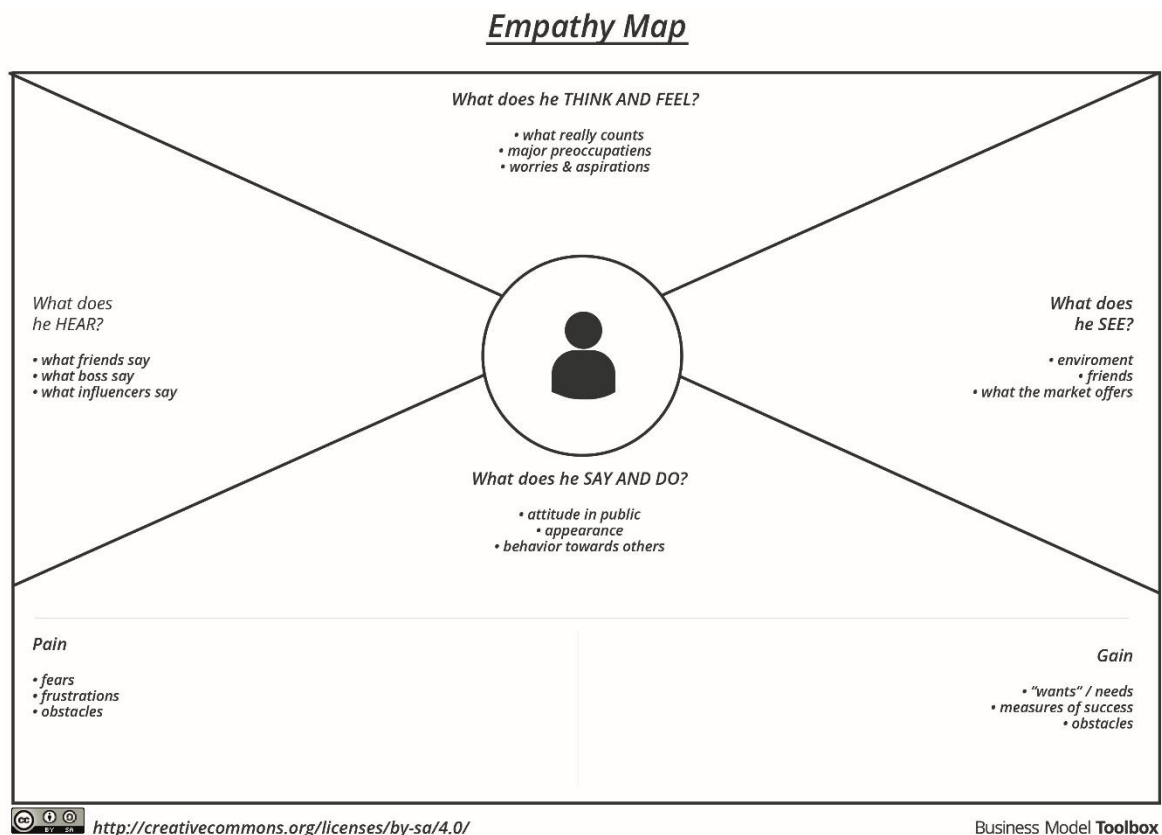 Empathy Map
What does he THINK AND FEEL?
• what really counts
• major preoccupatiens
• worries & aspirations
What does
he HEAR?
• what friends say
• what boss say
• what influencers say
What does
he SEE?
• enviroment
• friends
• what the market offers
What does he SAY AND DO?
• attitude in public
• appearance
• behavior towards others
Pain
• fears
• frustrations
• obstacles
Gain
• “wants” / needs
• measures of success
• obstacles
cc BY SA
http://creativecommons.org/licenses/by-sa/4.0/
Business Model Toolbox